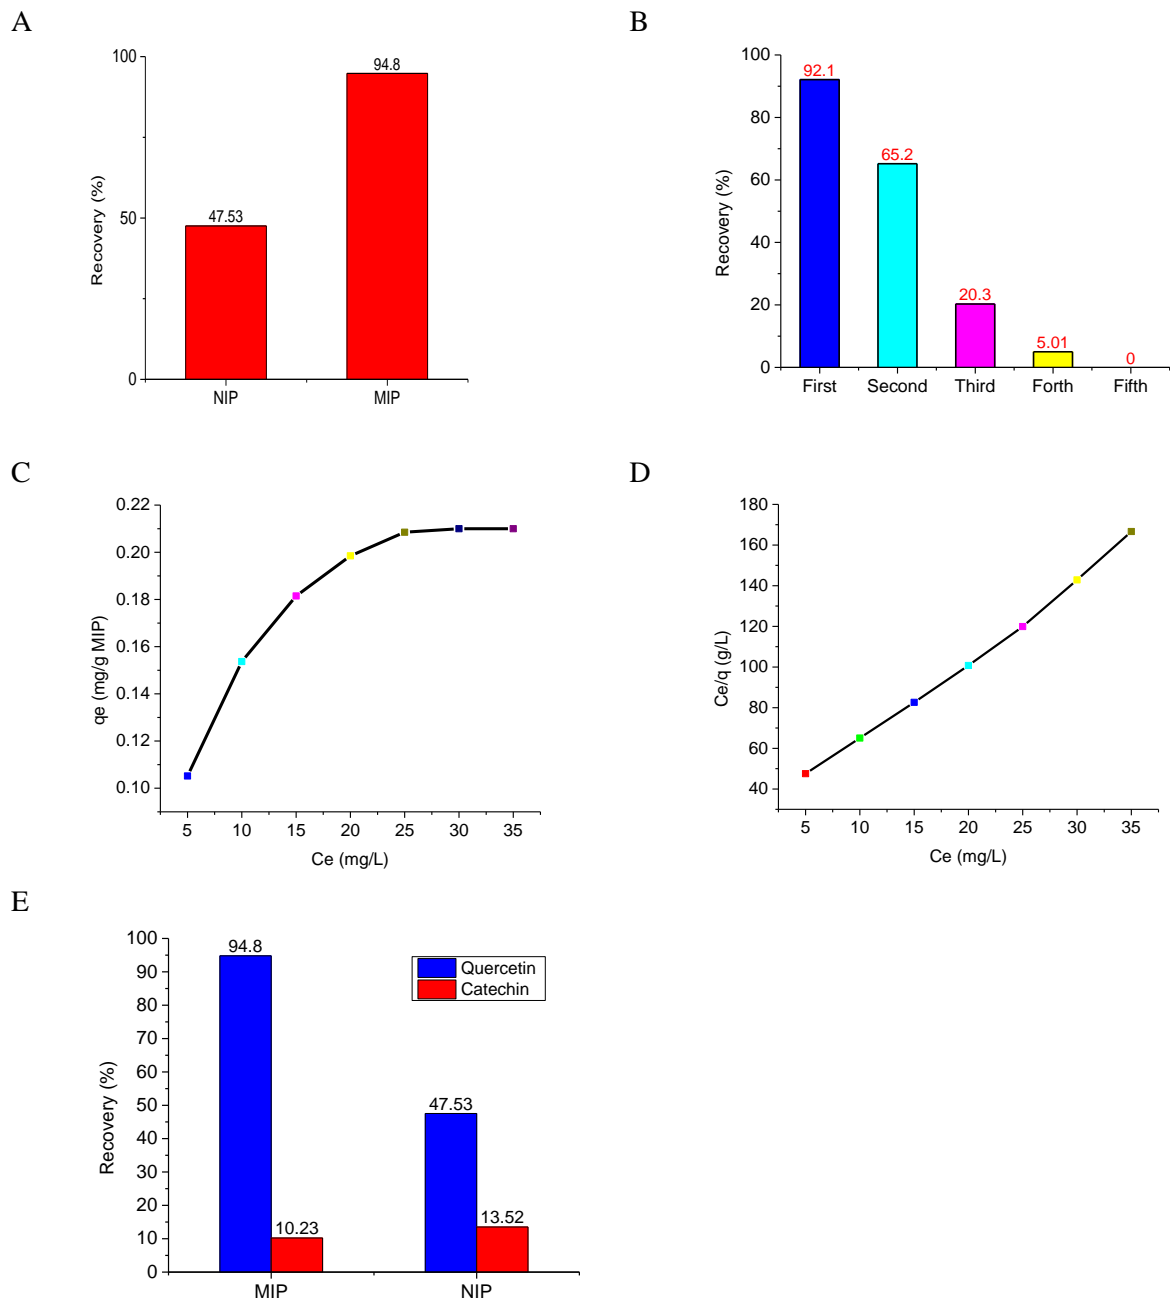 A
100
50
0
Recovery (%)
94.8
47.53
NIP MIP
B
100
80
60
40
20
0
Recovery (%)
92.1
65.2
20.3
5.01
0
First Second Third Forth Fifth
C
0.22
0.20
0.18
0.16
0.14
0.12
0.10
qe (mg/g MIP)
5 10 15 20 25 30 35
Ce (mg/L)
D
180
160
140
120
100
80
60
40
Ce/q (g/L)
5 10 15 20 25 30 35
Ce (mg/L)
E
100
90
80
70
60
50
40
30
20
10
0
Recovery (%)
94.8
10.23
47.53
13.52
Quercetin
Catechin
MIP NIP